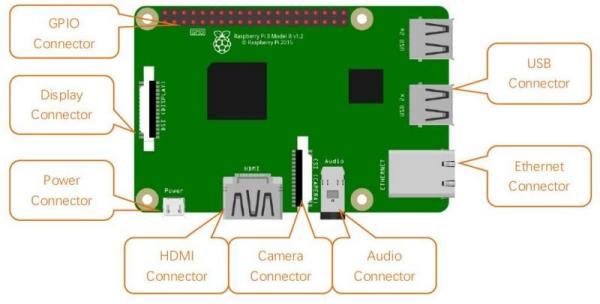 GPIO
Connector
GPIO
Raspberry Pi 3 Model B v1.2
© Raspberry Pi 2015
USB 2x
USB
Connector
Display
Connector
DSI (DISPLAY)
USB 2x
HDMI
CSI (CAMERA)
Audio
ETHERNET
Ethernet
Connector
Power
Connector
Power
HDMI
Connector
Camera
Connector
Audio
Connector